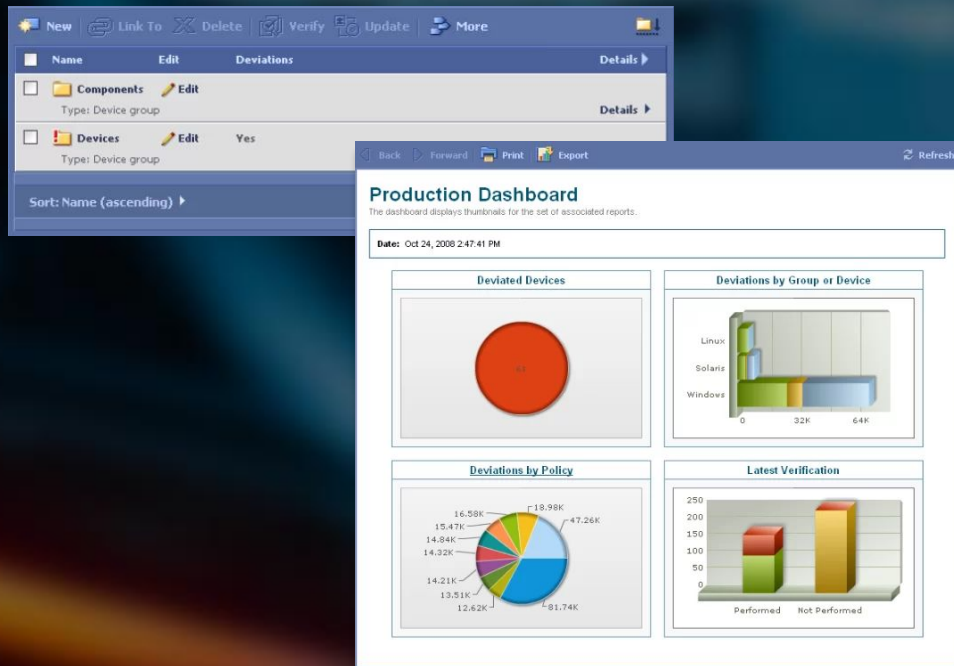 New Link To Delete Verify Update More
Name Edit Deviations Details
Components Edit
Type: Device group Details
Devices Edit Yes
Type: Device group
Sort: Name (ascending)
Back Forward Print Export Refresh
Production Dashboard
The dashboard displays thumbnails for the set of associated reports.
Date: Oct 24, 2008 2:47:41 PM
Deviated Devices
Deviations by Group or Device
Linux
Solaris
Windows
0 32K 64K
Deviations by Policy
18.98K
16.58K
47.26K
15.47K
14.84K
14.32K
14.21K
13.51K
12.62K
81.74K
Latest Verification
250
200
150
100
50
0
Performed Not Performed